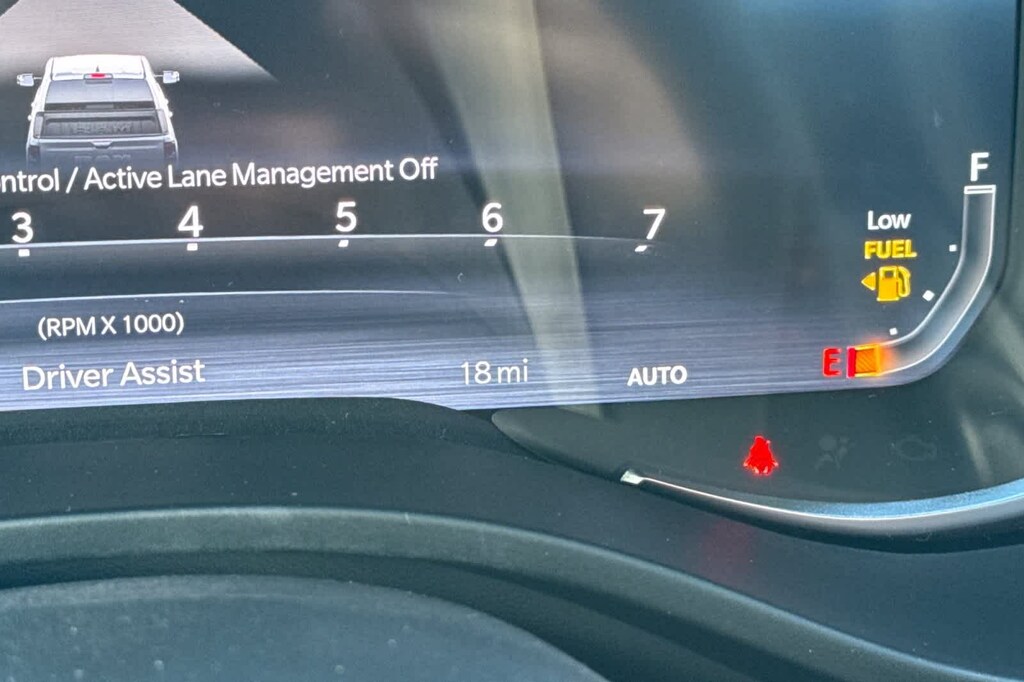 RAM
ntrol / Active Lane Management Off
3 4 5 6 7
F
Low
FUEL
(RPM X 1000)
E
Driver Assist 18 mi AUTO